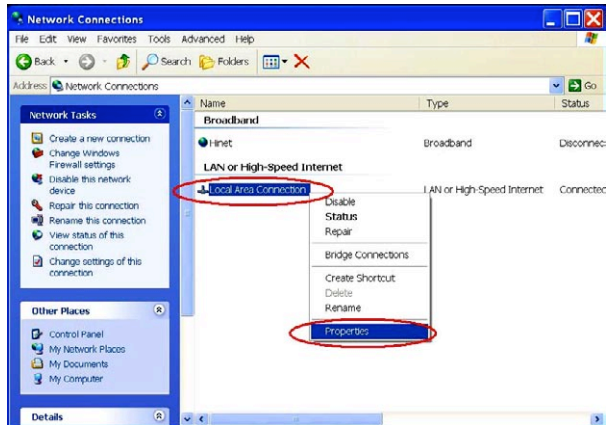 Network Connections
File Edit View Favorites Tools Advanced Help
Back Search Folders
Address Network Connections Go
Network Tasks
Create a new connection
Change Windows
Firewall settings
Disable this network
device
Repair this connection
Rename this connection
View status of this
connection
Change settings of this
connection
Other Places
Control Panel
My Network Places
My Documents
My Computer
Details
Name Type Status
Broadband
Hinet Broadband Disconnec
LAN or High-Speed Internet
Local Area Connection LAN or High-Speed Internet Connected
Disable
Status
Repair
Bridge Connections
Create Shortcut
Delete
Rename
Properties